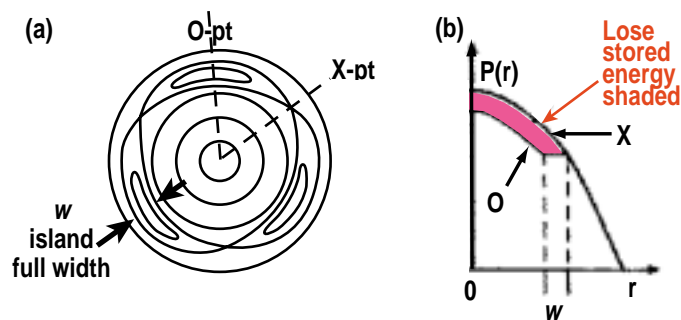 (a)
O-pt
X-pt
w
island
full width
(b)
Lose
stored
energy
shaded
P(r)
X
O
0
w
r